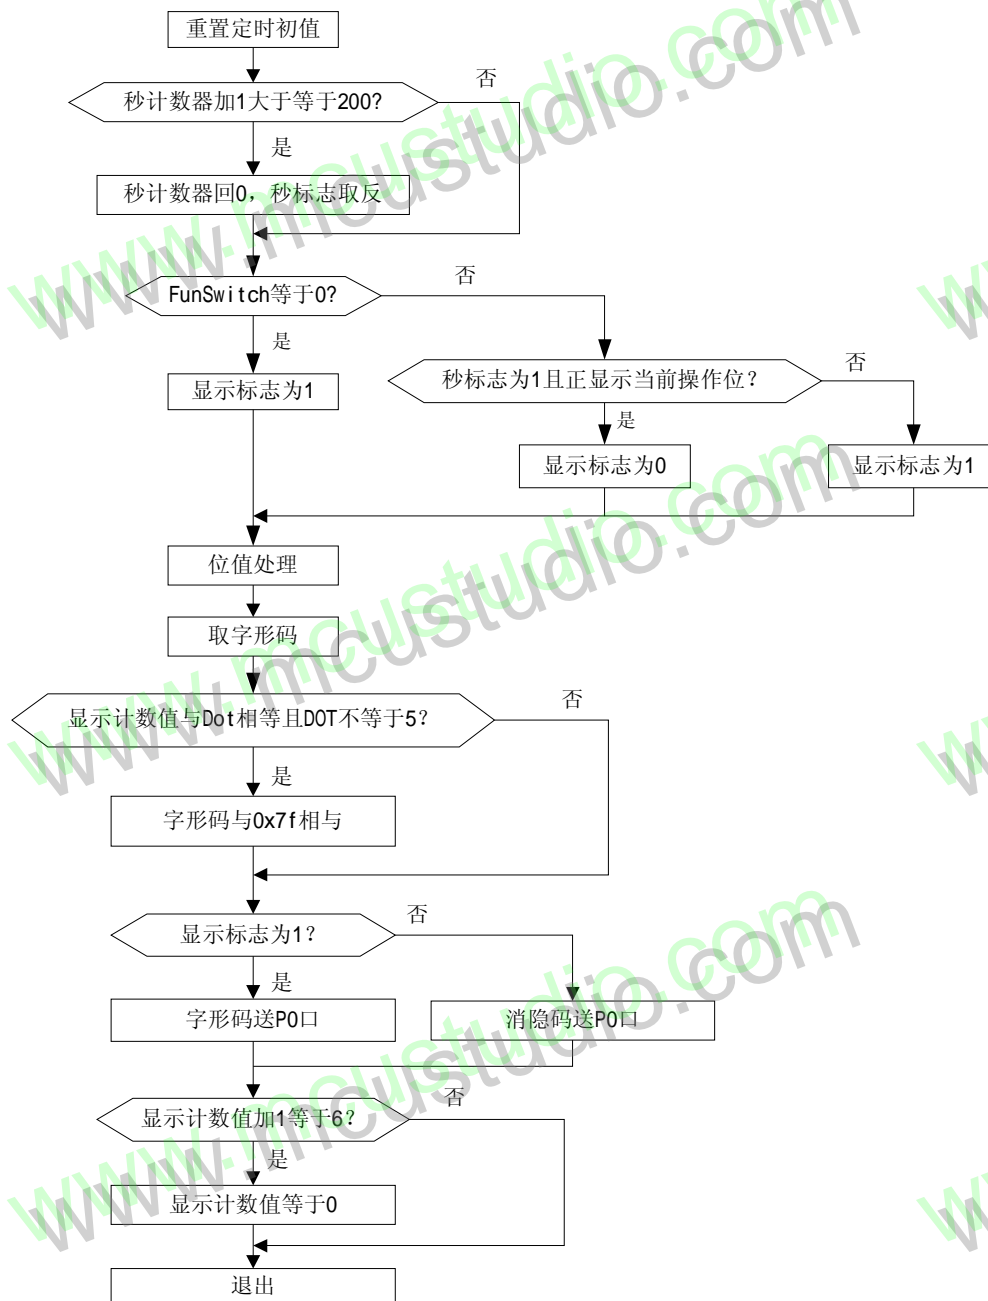 重置定时初值
否
秒计数器加1大于等于200?
是
秒计数器回0，秒标志取反
否
FunSwitch等于0?
是
否
秒标志为1且正显示当前操作位？
显示标志为1
是
显示标志为0
显示标志为1
位值处理
取字形码
否
显示计数值与Dot相等且DOT不等于5？
是
字形码与0x7f相与
否
显示标志为1？
是
字形码送P0口
消隐码送P0口
否
显示计数值加1等于6？
是
显示计数值等于0
退出
www.mcustudio.com
www.mcustudio.com
www.mcustudio.com